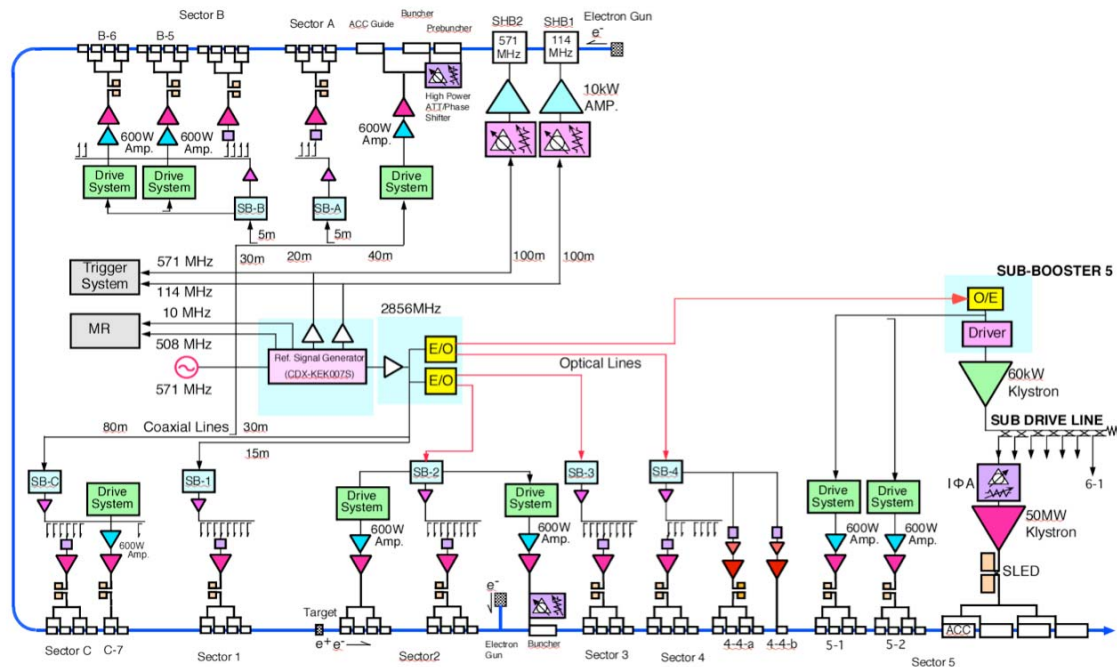 Sector B
Sector A
ACC Guide
Buncher
Prebuncher
SHB2
SHB1
Electron Gun
B-6
B-5
571
MHz
114
MHz
e-
High Power
ATT/Phase
Shifter
10kW
AMP.
600W
Amp.
600W
Amp.
600W
Amp.
Drive
System
Drive
System
Drive
System
SB-B
SB-A
5m
5m
571 MHz
30m
20m
40m
100m
100m
Trigger
System
114 MHz
SUB-BOOSTER 5
10 MHz
2856MHz
O/E
MR
508 MHz
E/O
Driver
Ref. Signal Generator
(CDX-KEK007S)
Optical Lines
E/O
571 MHz
60kW
Klystron
80m
Coaxial Lines
30m
SUB DRIVE LINE
15m
SB-C
SB-1
SB-2
SB-3
SB-4
6-1
IΦA
Drive
System
Drive
System
Drive
System
Drive
System
Drive
System
600W
Amp.
600W
Amp.
600W
Amp.
600W
Amp.
600W
Amp.
50MW
Klystron
SLED
e-
Target
ACC
Sector C
C-7
Sector 1
e+ e-
Sector2
Electron
Gun
Buncher
Sector 3
Sector 4
4-4-a
4-4-b
5-1
5-2
Sector 5